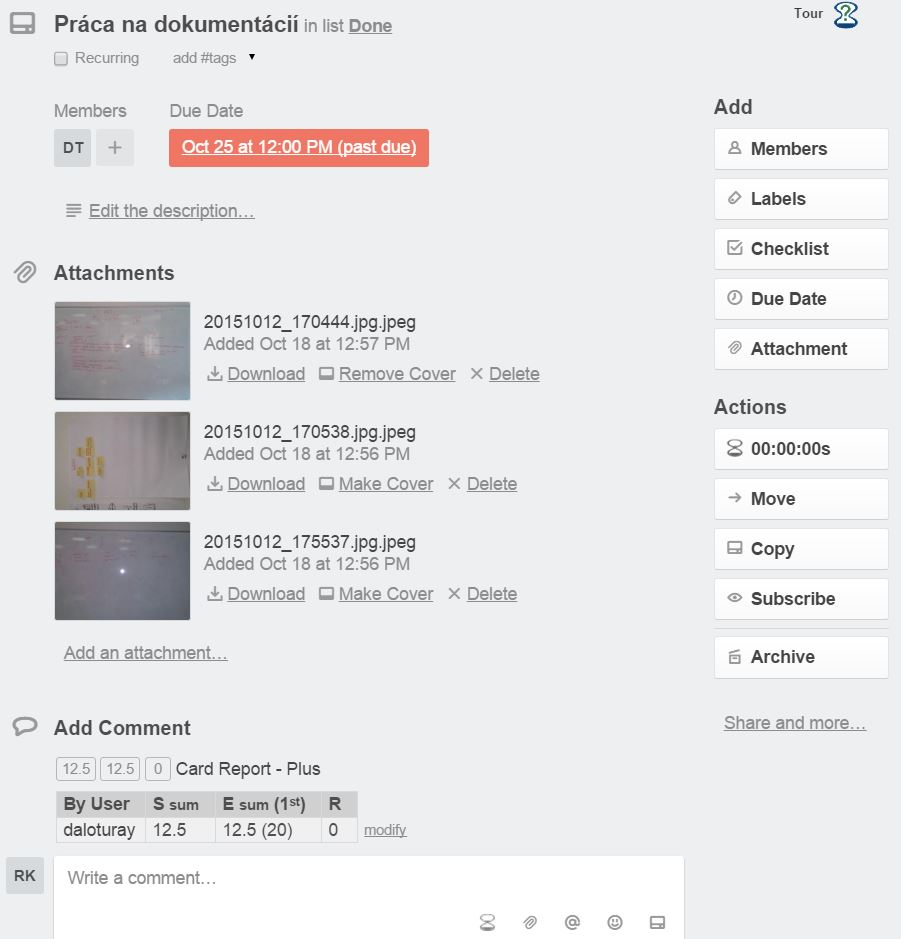 Práca na dokumentácií in list Done
Tour
Recurring add #tags
Members Due Date
DT + Oct 25 at 12:00 PM (past due)
Edit the description…
Attachments
20151012_170444.jpg.jpeg
Added Oct 18 at 12:57 PM
Download Remove Cover Delete
20151012_170538.jpg.jpeg
Added Oct 18 at 12:56 PM
Download Make Cover Delete
20151012_175537.jpg.jpeg
Added Oct 18 at 12:56 PM
Download Make Cover Delete
Add an attachment…
Add Comment
12.5 12.5 0 Card Report - Plus
By User S sum E sum (1st) R
daloturay 12.5 12.5 (20) 0 modify
RK Write a comment…
Add
Members
Labels
Checklist
Due Date
Attachment
Actions
00:00:00s
Move
Copy
Subscribe
Archive
Share and more…